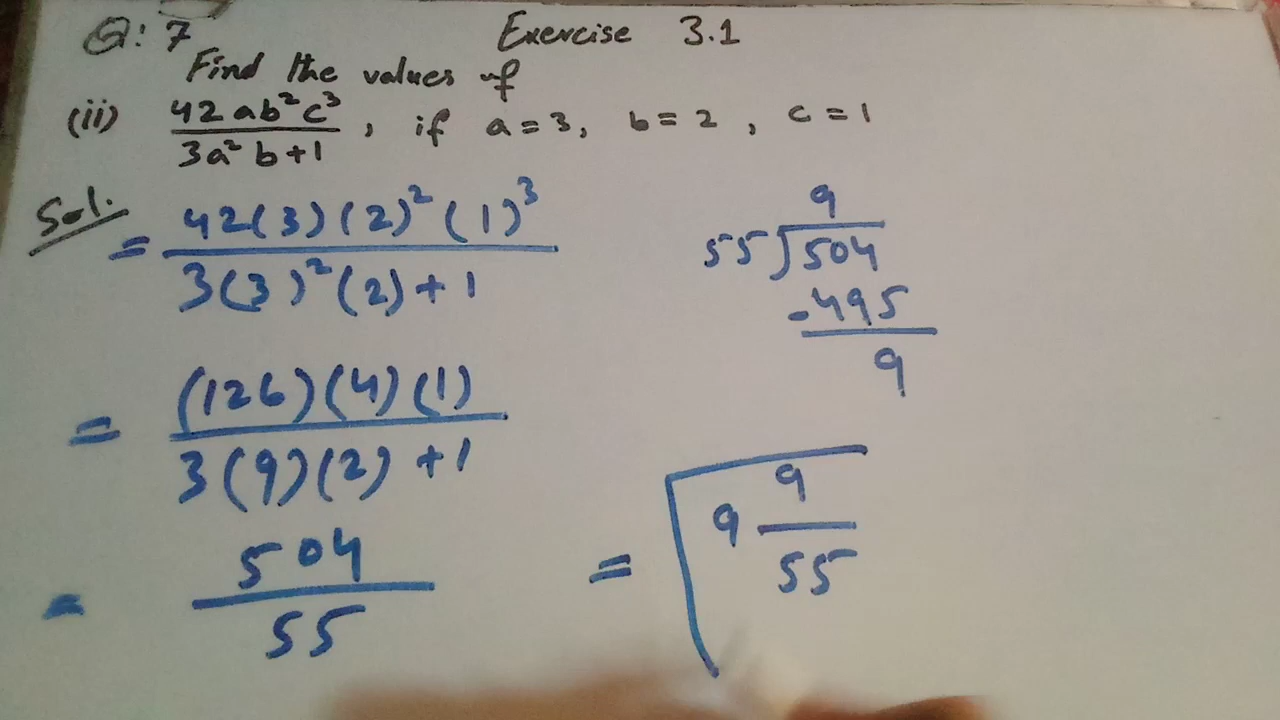 Q: 7 Exercise 3.1
Find the values of
(ii) 42ab²c³ / 3a²b+1 , if a=3, b=2, c=1
Sol.
= 42(3)(2)²(1)³ / 3(3)²(2)+1
= (126)(4)(1) / 3(9)(2)+1
= 504 / 55
9
55)504
-495
9
= 9 9/55